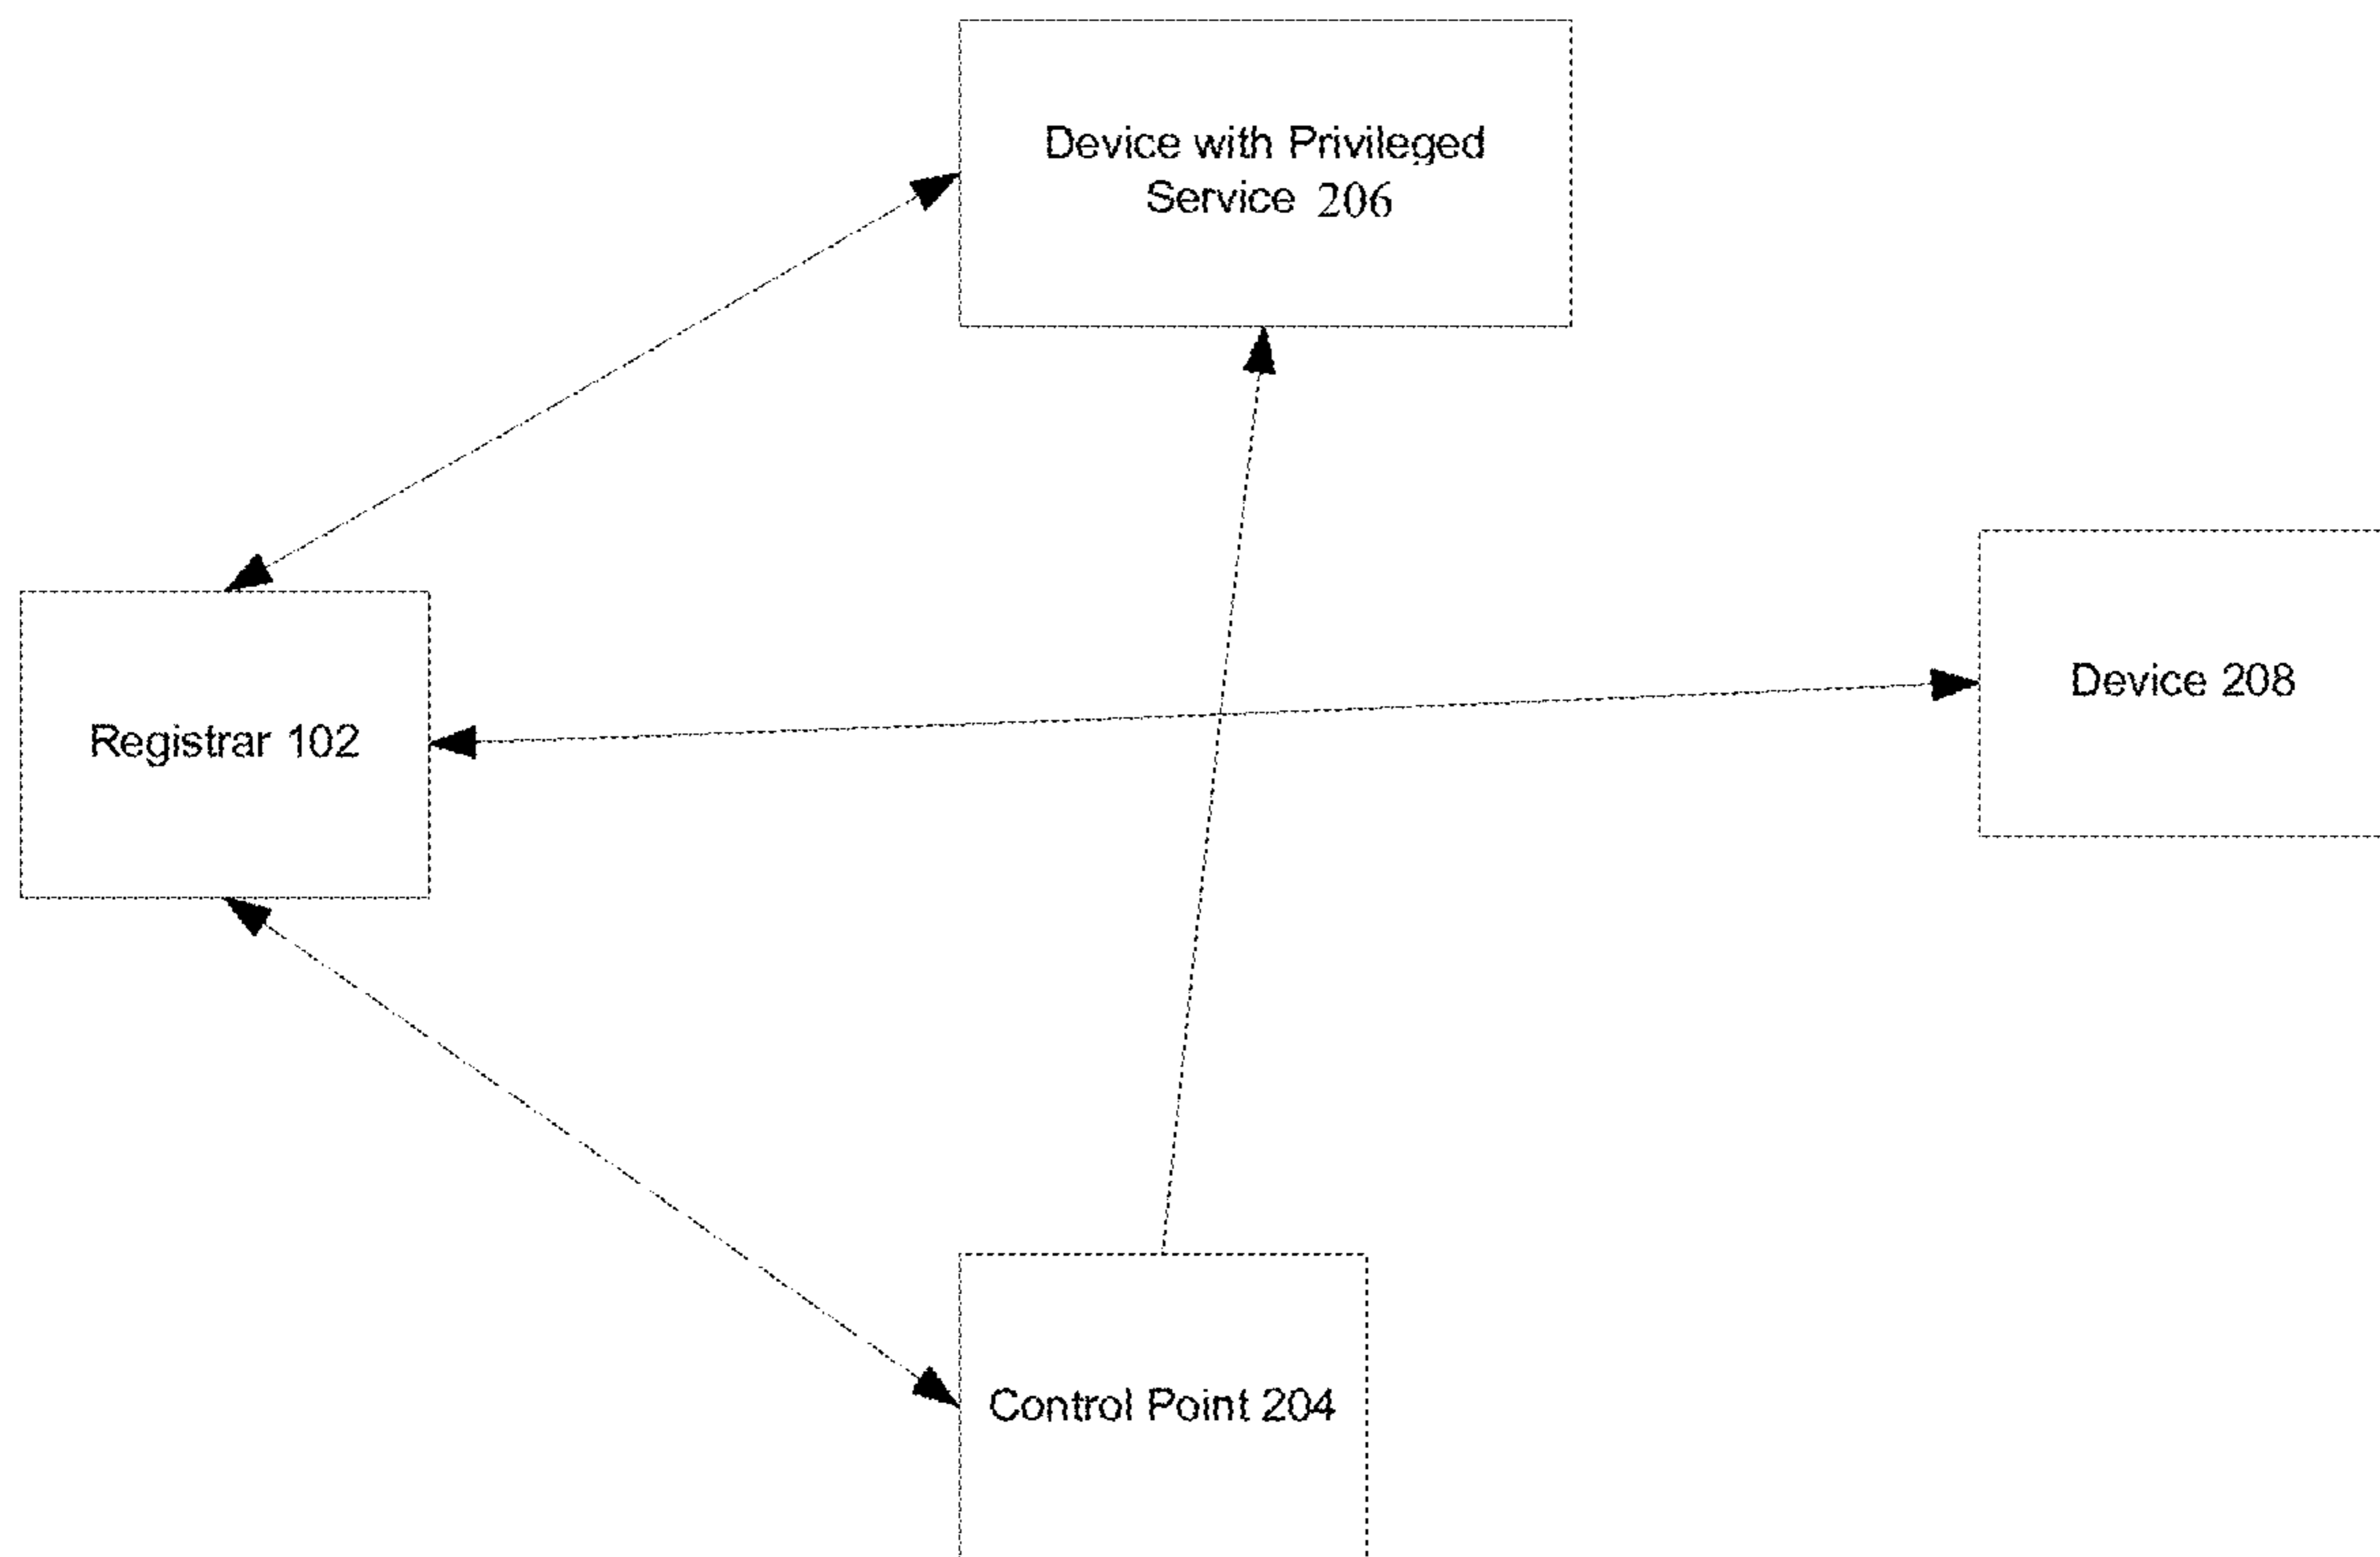 Device with Privileged
Service 206
Device 208
Registrar 102
Control Point 204